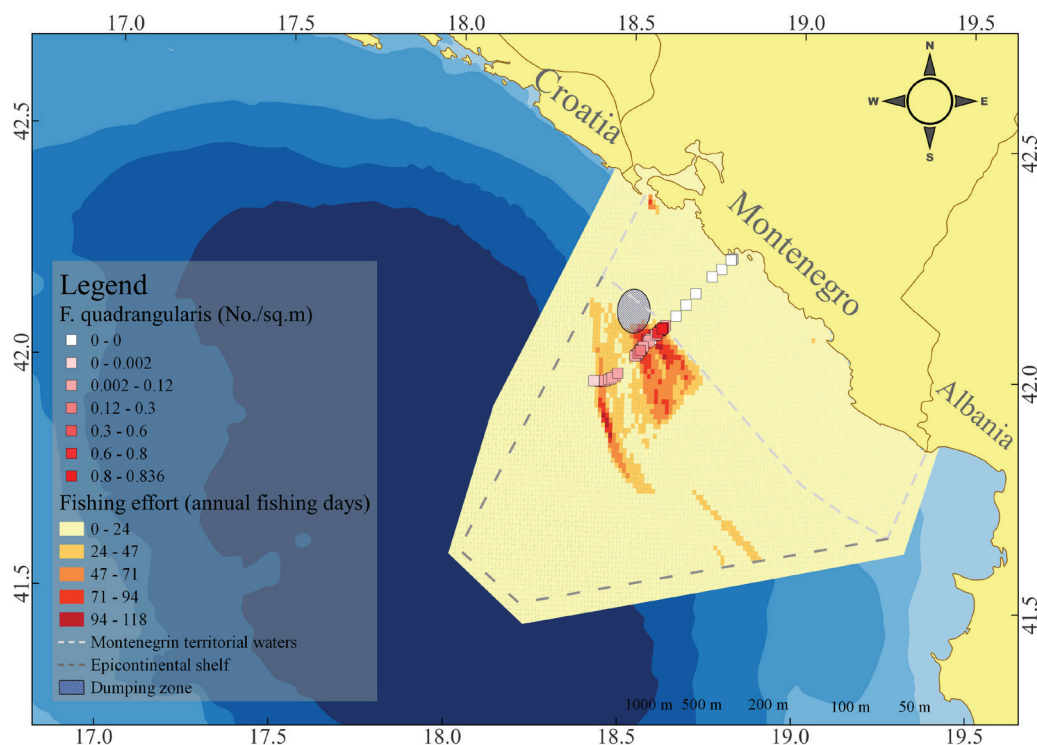 17.0 17.5 18.0 18.5 19.0 19.5
42.5
42.0
41.5
42.5
42.0
41.5
N
W E
S
Croatia
Montenegro
Albania
Legend
F. quadrangularis (No./sq.m)
0 - 0
0 - 0.002
0.002 - 0.12
0.12 - 0.3
0.3 - 0.6
0.6 - 0.8
0.8 - 0.836
Fishing effort (annual fishing days)
0 - 24
24 - 47
47 - 71
71 - 94
94 - 118
Montenegrin territorial waters
Epicontinental shelf
Dumping zone
1000 m 500 m 200 m 100 m 50 m
17.0 17.5 18.0 18.5 19.0 19.5